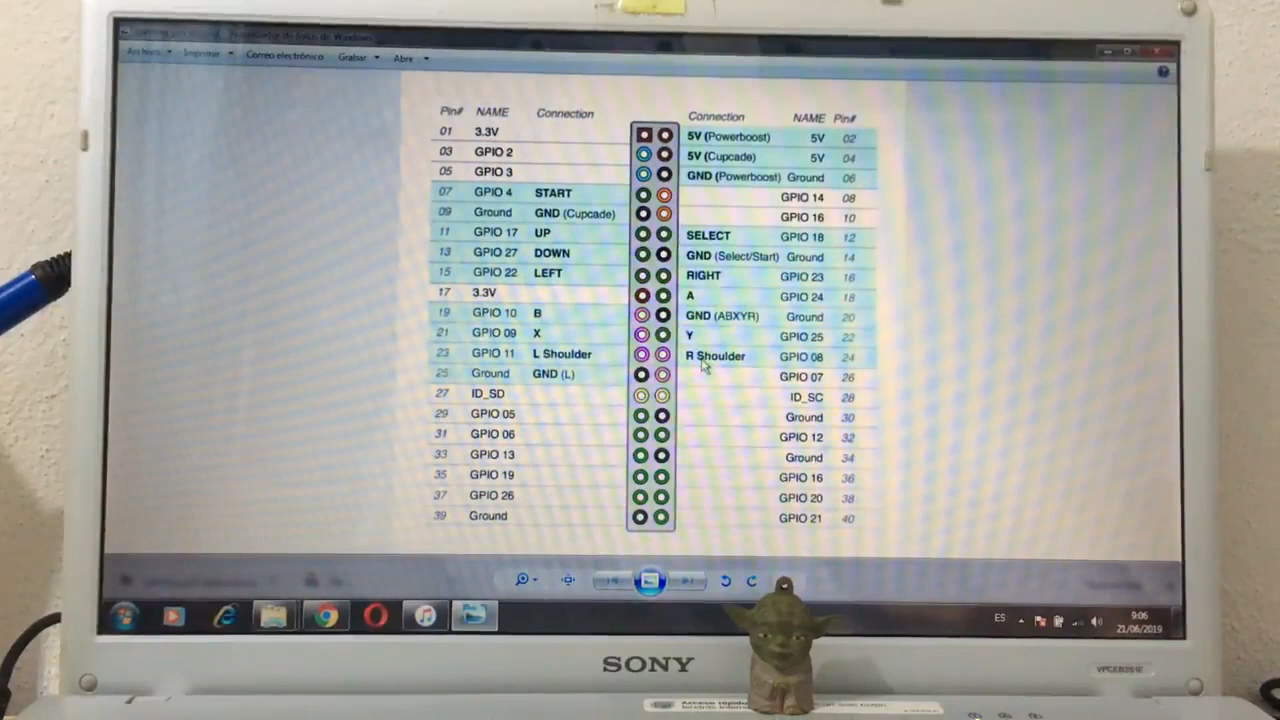 Archivo Imprimir Correo electrónico Grabar Abre
Pin# NAME Connection Connection NAME Pin#
01 3.3V 5V (Powerboost) 5V 02
03 GPIO 2 5V (Cupcade) 5V 04
05 GPIO 3 GND (Powerboost) Ground 06
07 GPIO 4 START GPIO 14 08
09 Ground GND (Cupcade) GPIO 16 10
11 GPIO 17 UP SELECT GPIO 18 12
13 GPIO 27 DOWN GND (Select/Start) Ground 14
15 GPIO 22 LEFT RIGHT GPIO 23 16
17 3.3V A GPIO 24 18
19 GPIO 10 B GND (ABXYR) Ground 20
21 GPIO 09 X Y GPIO 25 22
23 GPIO 11 L Shoulder R Shoulder GPIO 08 24
25 Ground GND (L) GPIO 07 26
27 ID_SD ID_SC 28
29 GPIO 05 Ground 30
31 GPIO 06 GPIO 12 32
33 GPIO 13 Ground 34
35 GPIO 19 GPIO 16 36
37 GPIO 26 GPIO 20 38
39 Ground GPIO 21 40
ES 9:06
21/06/2019
SONY
Acceso rápido